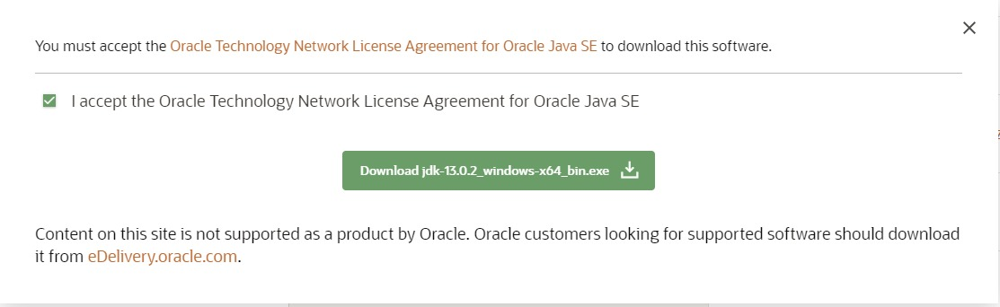 You must accept the Oracle Technology Network License Agreement for Oracle Java SE to download this software.
I accept the Oracle Technology Network License Agreement for Oracle Java SE
Download jdk-13.0.2_windows-x64_bin.exe
Content on this site is not supported as a product by Oracle. Oracle customers looking for supported software should download
it from eDelivery.oracle.com.